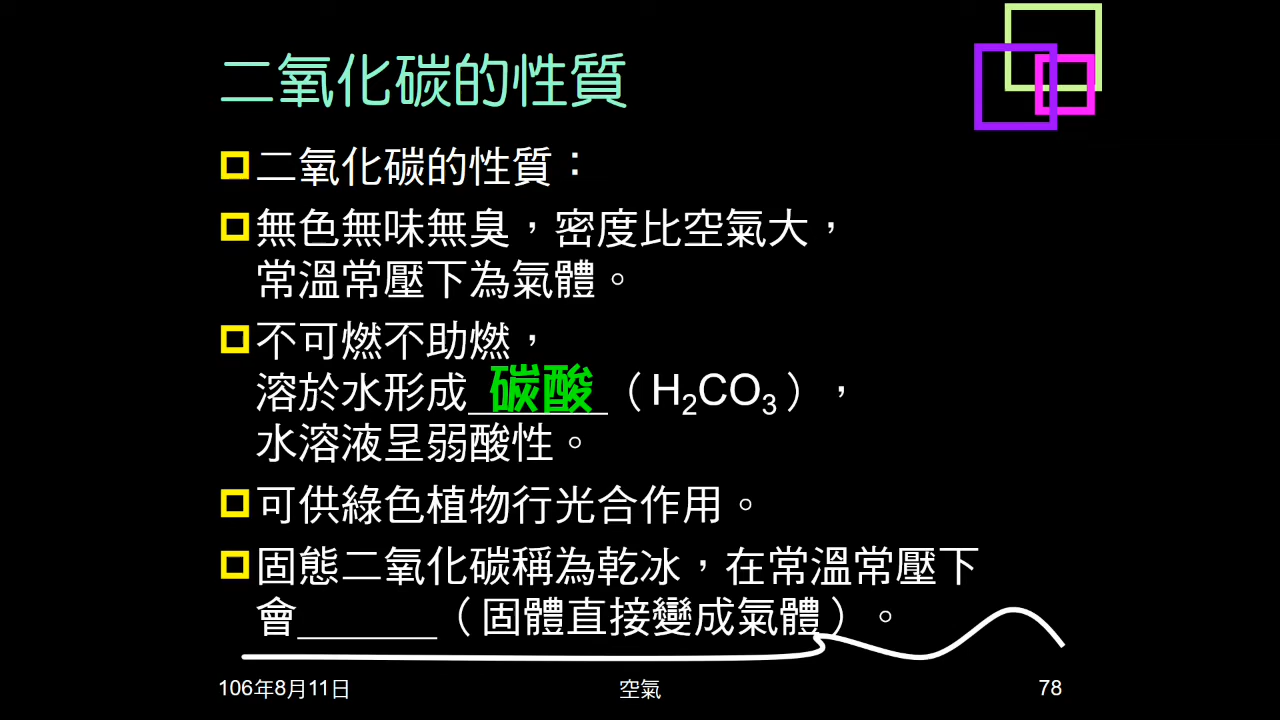 二氧化碳的性質
二氧化碳的性質：
無色無味無臭，密度比空氣大，
常溫常壓下為氣體。
不可燃不助燃，
溶於水形成 碳酸 （H₂CO₃），
水溶液呈弱酸性。
可供綠色植物行光合作用。
固態二氧化碳稱為乾冰，在常溫常壓下
會______（固體直接變成氣體）。
106年8月11日
空氣
78